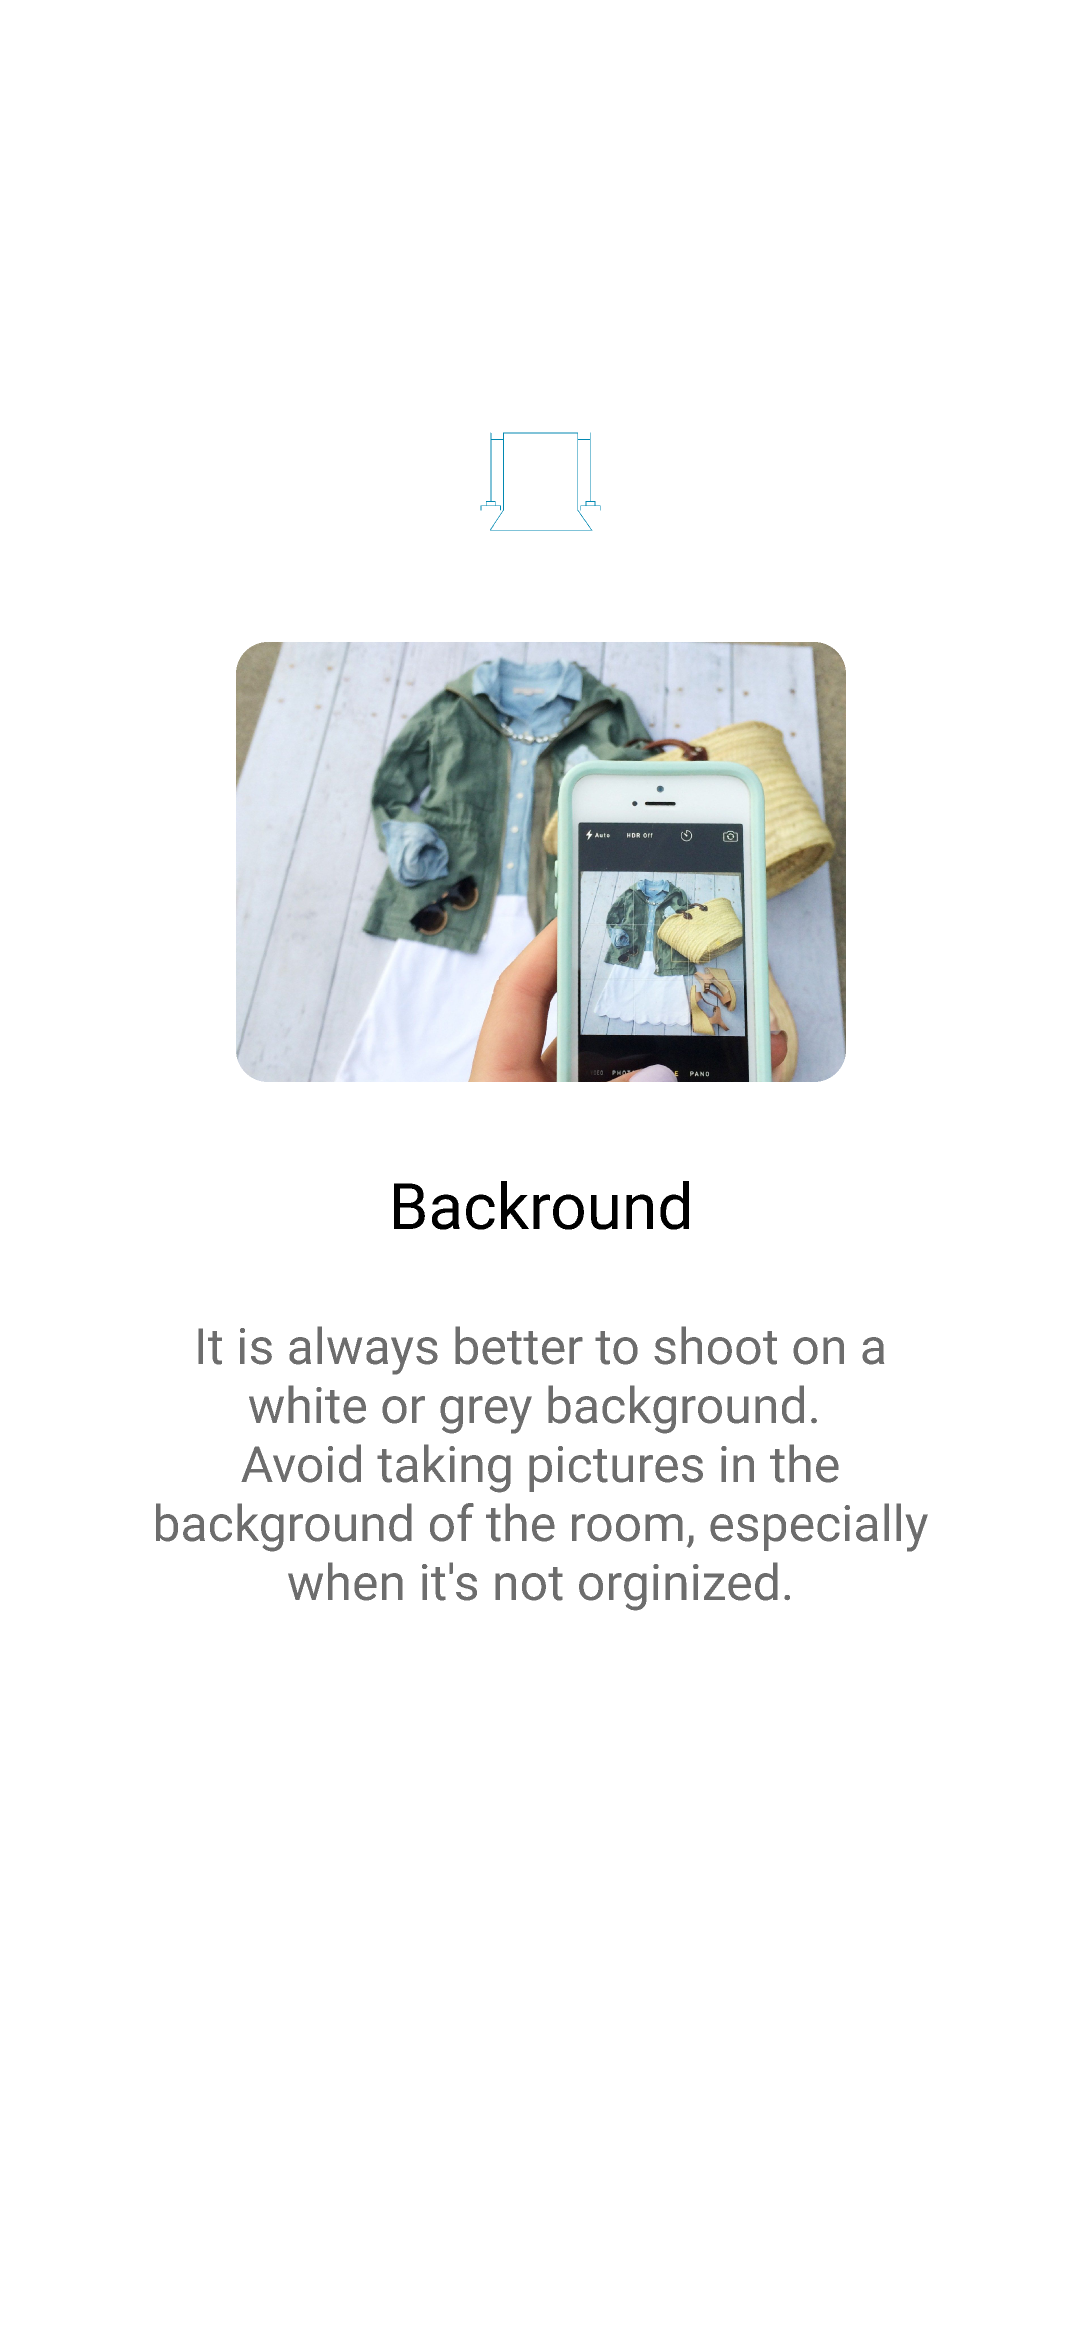 Auto HDR Off
PANO
Backround
It is always better to shoot on a
white or grey background.
Avoid taking pictures in the
background of the room, especially
when it's not orginized.